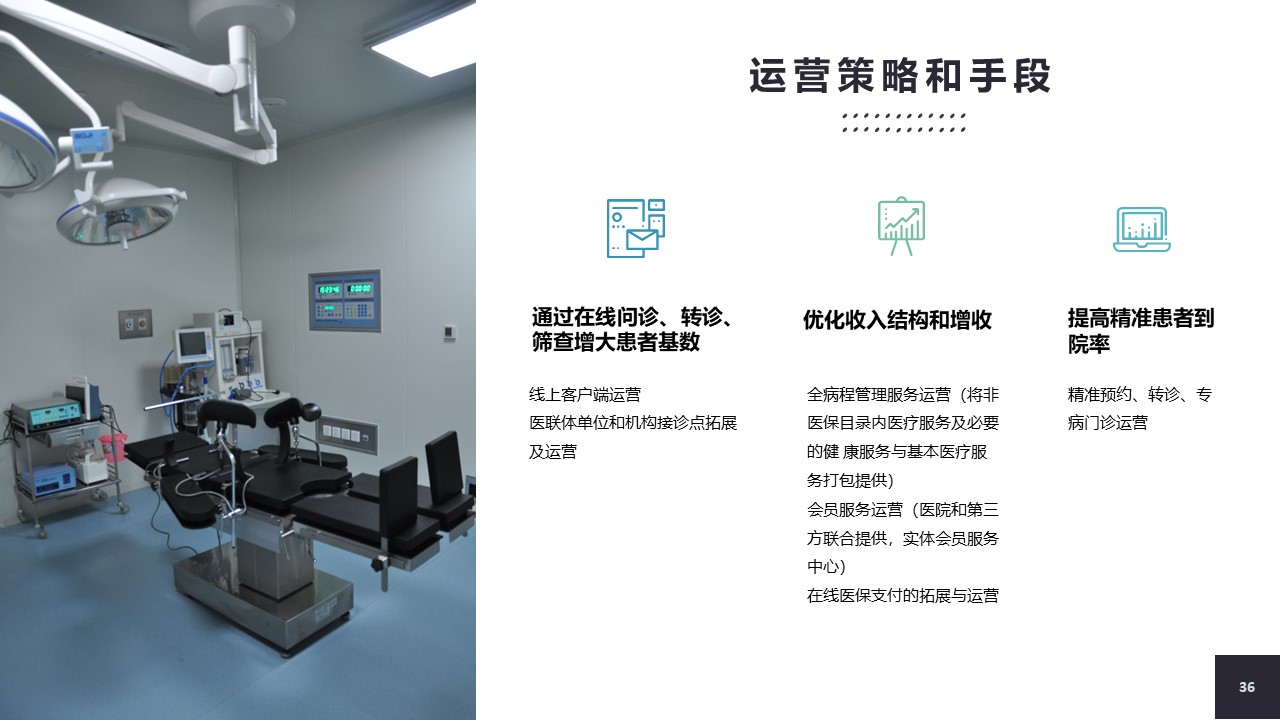 运营策略和手段
通过在线问诊、转诊、
筛查增大患者基数
线上客户端运营
医联体单位和机构接诊点拓展
及运营
优化收入结构和增收
全病程管理服务运营（将非
医保目录内医疗服务及必要
的健 康服务与基本医疗服
务打包提供）
会员服务运营（医院和第三
方联合提供，实体会员服务
中心）
在线医保支付的拓展与运营
提高精准患者到
院率
精准预约、转诊、专
病门诊运营
36